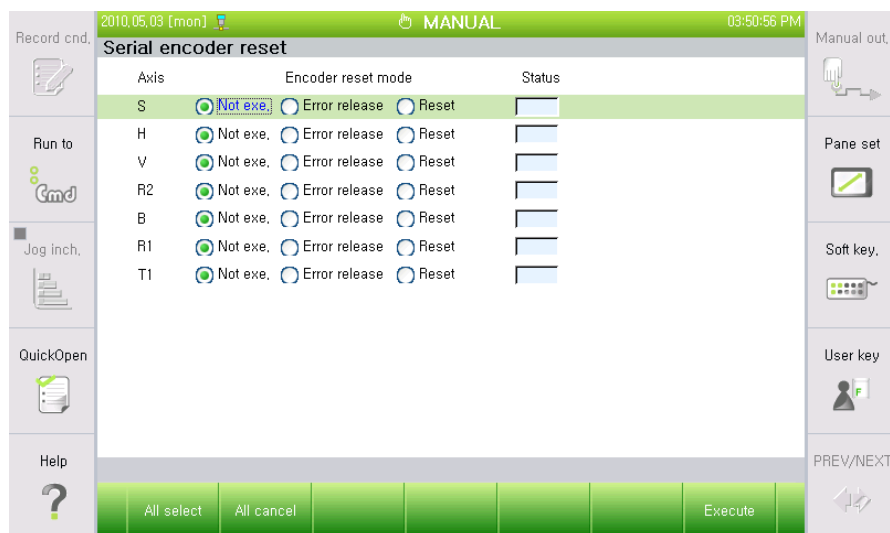 2010,05,03 [mon]
MANUAL
03:50:56 PM
Serial encoder reset
Record cnd,
Run to
Cmd
Jog inch,
QuickOpen
Help
Axis Encoder reset mode Status
S Not exe, Error release Reset
H Not exe, Error release Reset
V Not exe, Error release Reset
R2 Not exe, Error release Reset
B Not exe, Error release Reset
R1 Not exe, Error release Reset
T1 Not exe, Error release Reset
Manual out,
Pane set
Soft key,
User key
F
PREV/NEXT
All select All cancel Execute